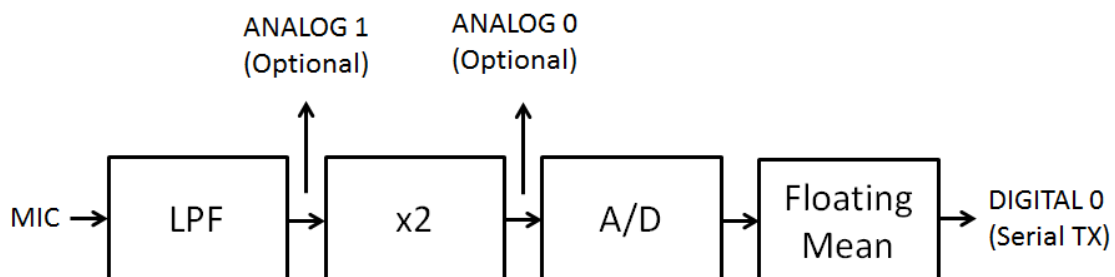 ANALOG 1
(Optional)
ANALOG 0
(Optional)
MIC
LPF
x2
A/D
Floating
Mean
DIGITAL 0
(Serial TX)